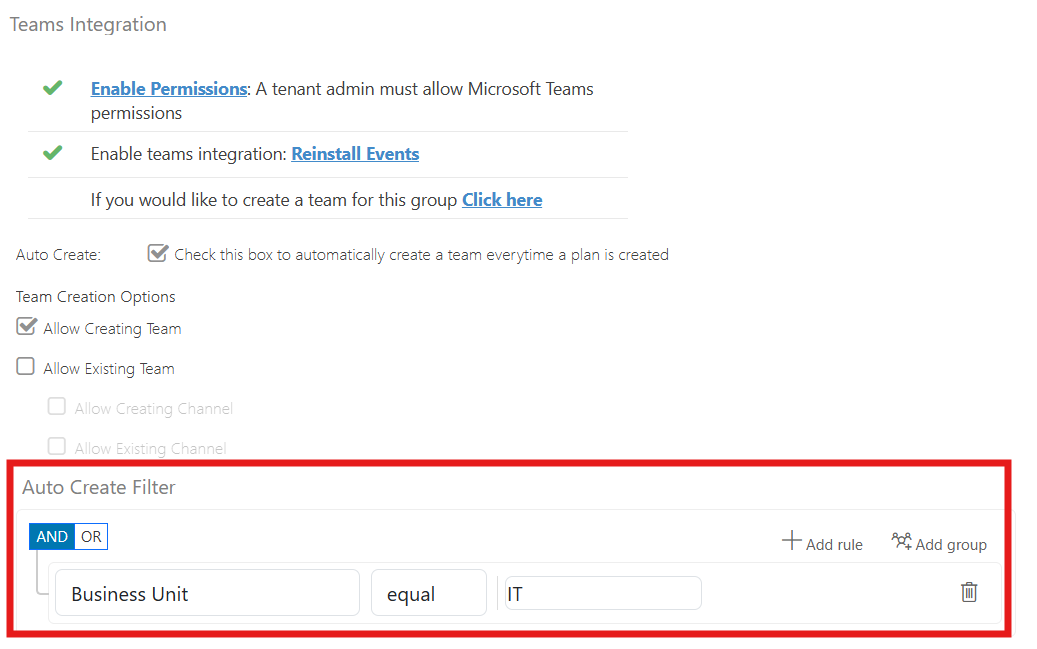 Teams Integration
Enable Permissions: A tenant admin must allow Microsoft Teams
permissions
Enable teams integration: Reinstall Events
If you would like to create a team for this group Click here
Auto Create: Check this box to automatically create a team everytime a plan is created
Team Creation Options
Allow Creating Team
Allow Existing Team
Allow Creating Channel
Allow Existing Channel
Auto Create Filter
AND OR Add rule Add group
Business Unit equal IT